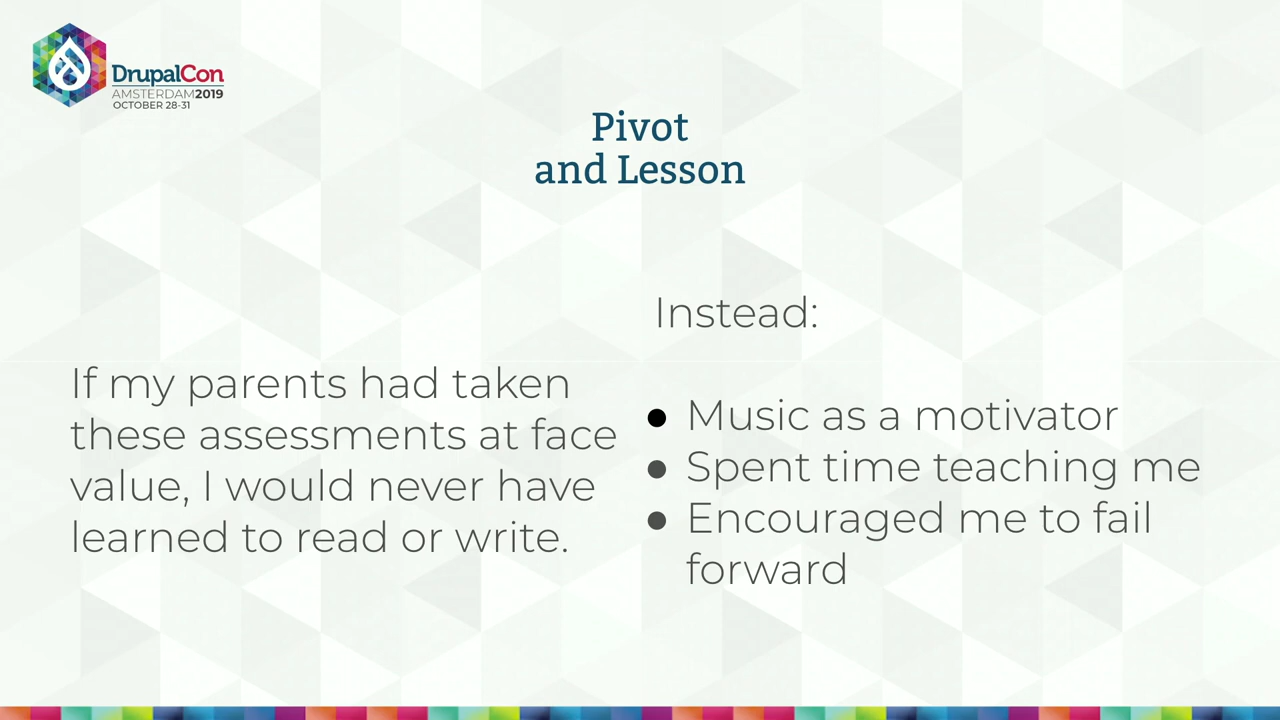 DrupalCon
AMSTERDAM2019
OCTOBER 28-31
Pivot
and Lesson
If my parents had taken
these assessments at face
value, I would never have
learned to read or write.
Instead:
● Music as a motivator
● Spent time teaching me
● Encouraged me to fail
forward